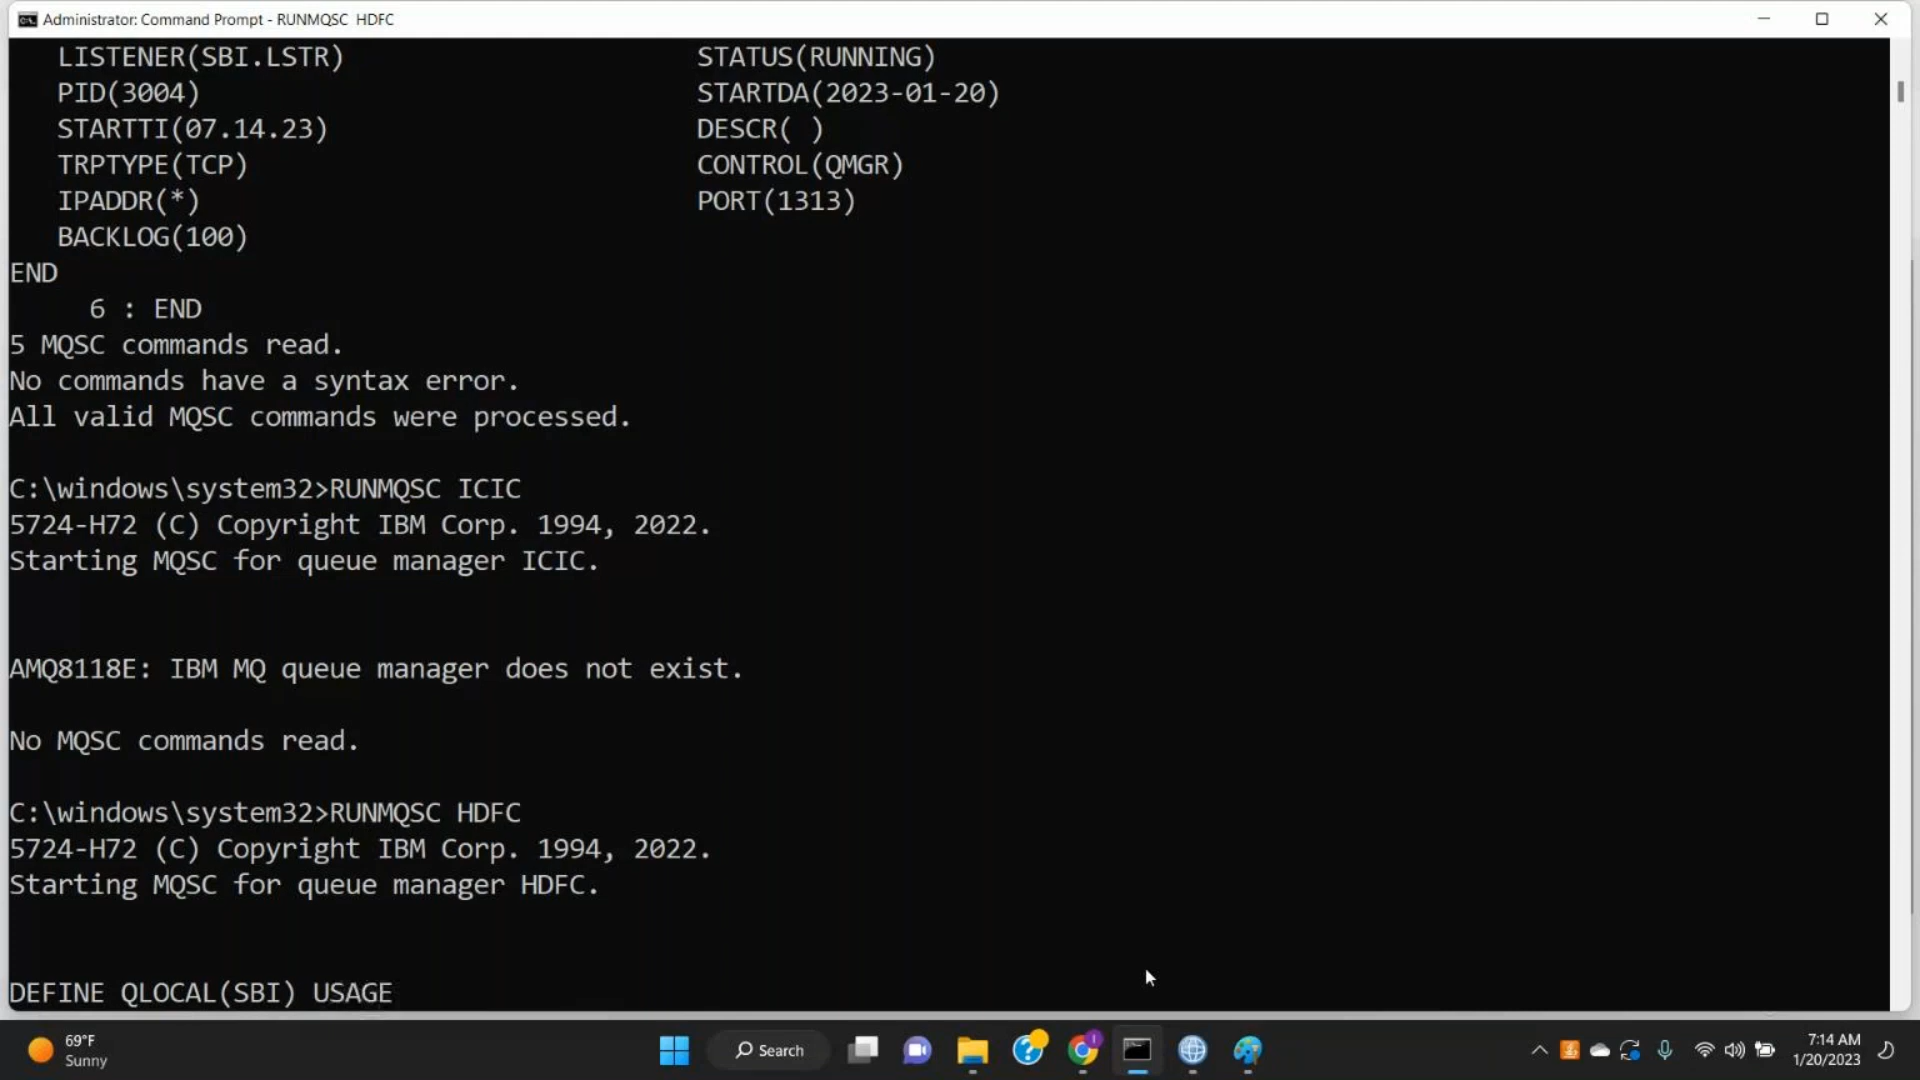 Administrator: Command Prompt - RUNMQSC HDFC
LISTENER(SBI.LSTR) STATUS(RUNNING)
PID(3004) STARTDA(2023-01-20)
STARTTI(07.14.23) DESCR( )
TRPTYPE(TCP) CONTROL(QMGR)
IPADDR(*) PORT(1313)
BACKLOG(100)
END
6 : END
5 MQSC commands read.
No commands have a syntax error.
All valid MQSC commands were processed.
C:\windows\system32>RUNMQSC ICIC
5724-H72 (C) Copyright IBM Corp. 1994, 2022.
Starting MQSC for queue manager ICIC.
AMQ8118E: IBM MQ queue manager does not exist.
No MQSC commands read.
C:\windows\system32>RUNMQSC HDFC
5724-H72 (C) Copyright IBM Corp. 1994, 2022.
Starting MQSC for queue manager HDFC.
DEFINE QLOCAL(SBI) USAGE
69°F
Sunny
Search
7:14 AM
1/20/2023